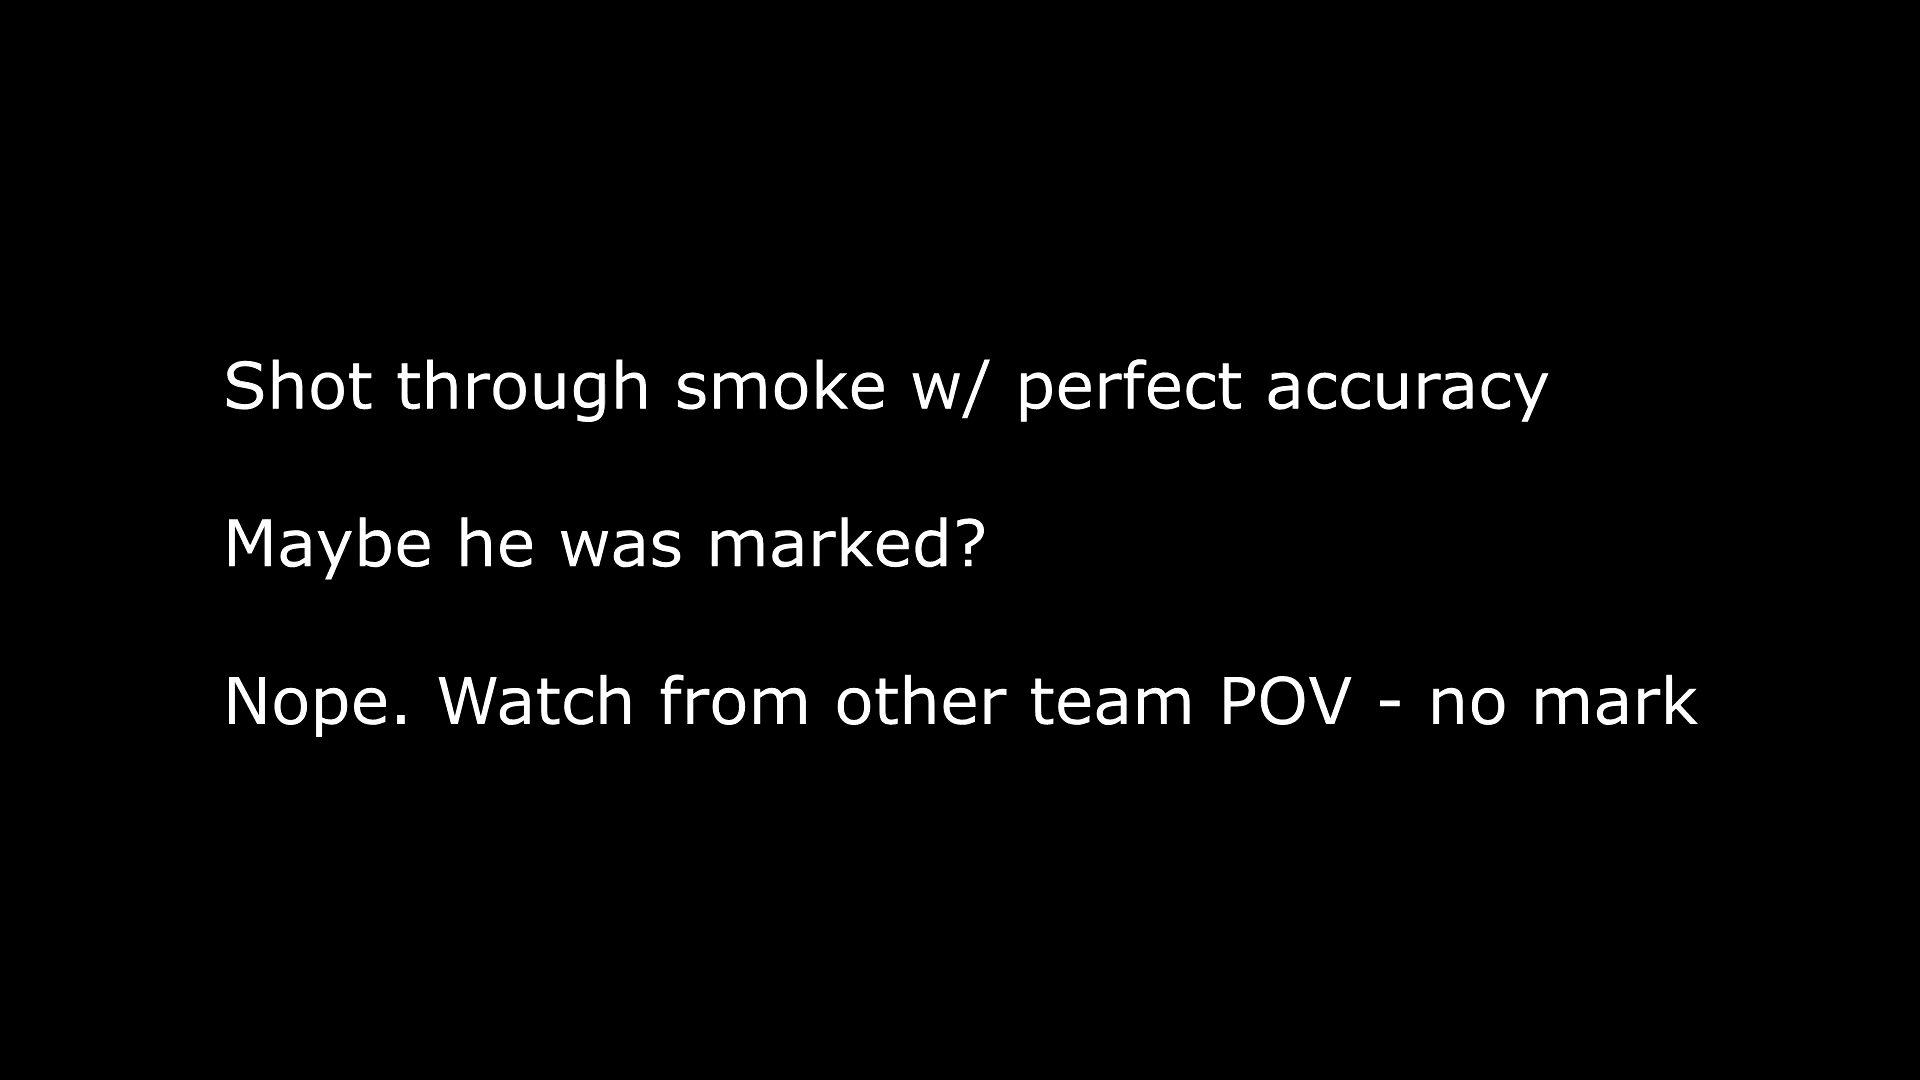 Shot through smoke w/ perfect accuracy
Maybe he was marked?
Nope. Watch from other team POV - no mark